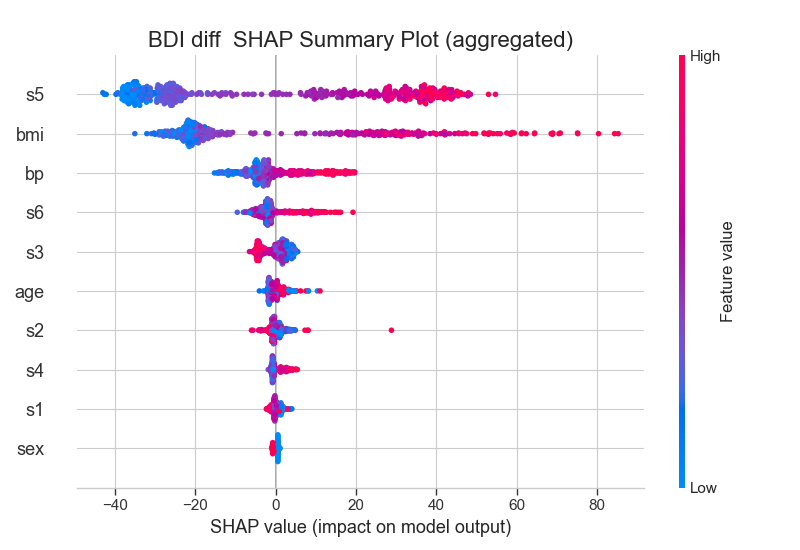 BDI diff  SHAP Summary Plot (aggregated)
High
s5
bmi
bp
s6
s3
age
s2
s4
s1
sex
Feature value
Low
−40
−20
0
20
40
60
80
SHAP value (impact on model output)